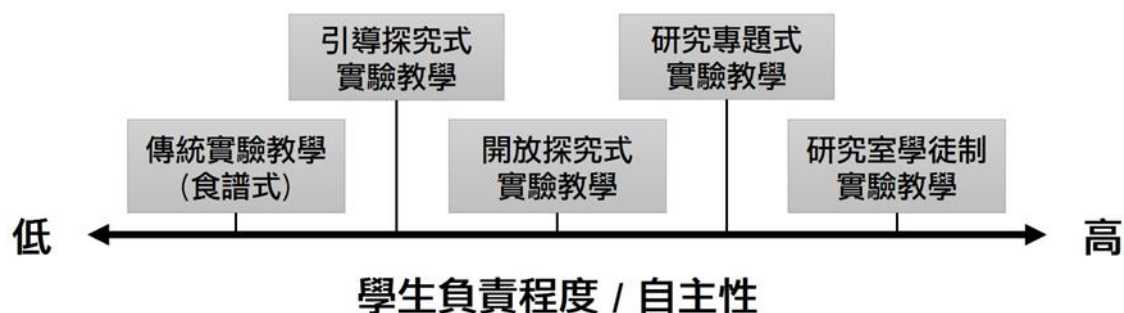 引導探究式
實驗教學
研究專題式
實驗教學
傳統實驗教學
(食譜式)
開放探究式
實驗教學
研究室學徒制
實驗教學
低
高
學生負責程度 / 自主性